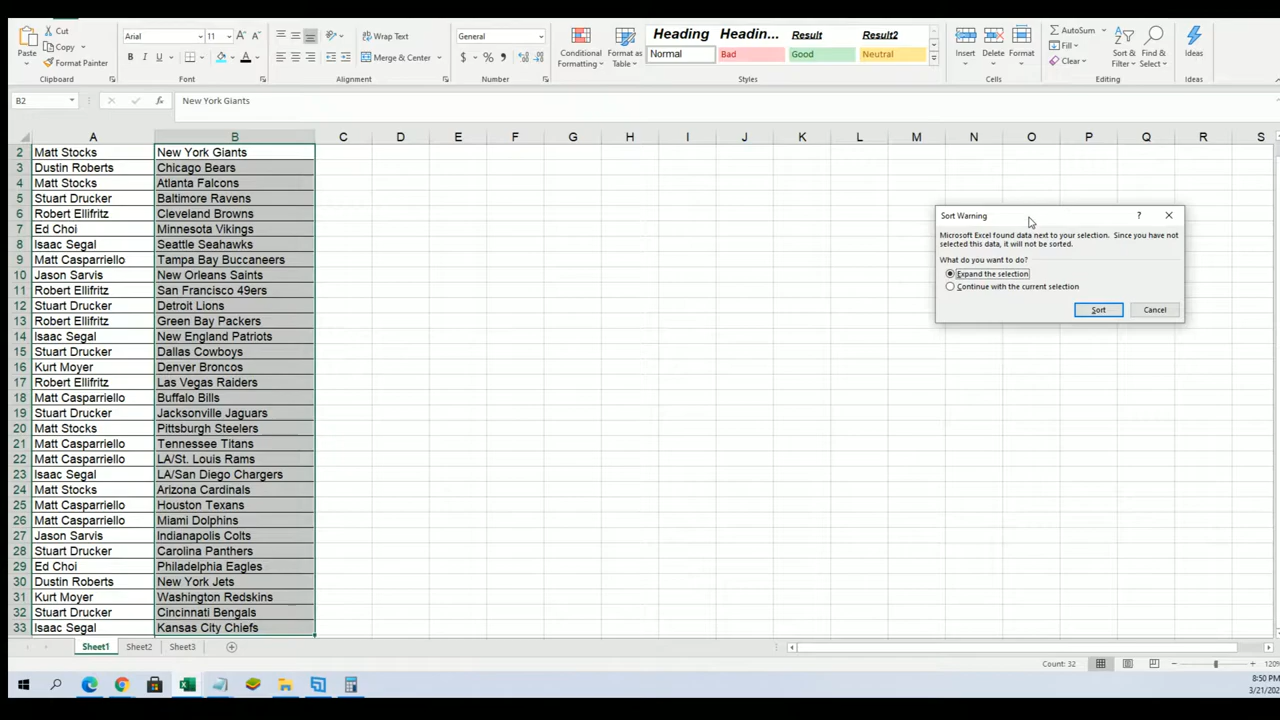 Cut
Copy
Format Painter
Paste
Clipboard
Arial
11
A
A
B
I
U
A
Font
Wrap Text
Merge & Center
Alignment
General
$
%
Number
Conditional
Formatting
Format as
Table
Heading
Headin...
Result
Result2
Normal
Bad
Good
Neutral
Styles
Insert
Delete
Format
Cells
AutoSum
Fill
Clear
Sort &
Filter
Find &
Select
Editing
Ideas
Ideas
B2
fx
New York Giants
A B C D E F G H I J K L M N O P Q R S
2 Matt Stocks New York Giants
3 Dustin Roberts Chicago Bears
4 Matt Stocks Atlanta Falcons
5 Stuart Drucker Baltimore Ravens
6 Robert Ellifritz Cleveland Browns
7 Ed Choi Minnesota Vikings
8 Isaac Segal Seattle Seahawks
9 Matt Casparriello Tampa Bay Buccaneers
10 Jason Sarvis New Orleans Saints
11 Robert Ellifritz San Francisco 49ers
12 Stuart Drucker Detroit Lions
13 Robert Ellifritz Green Bay Packers
14 Isaac Segal New England Patriots
15 Stuart Drucker Dallas Cowboys
16 Kurt Moyer Denver Broncos
17 Robert Ellifritz Las Vegas Raiders
18 Matt Casparriello Buffalo Bills
19 Stuart Drucker Jacksonville Jaguars
20 Matt Stocks Pittsburgh Steelers
21 Matt Casparriello Tennessee Titans
22 Matt Casparriello LA/St. Louis Rams
23 Isaac Segal LA/San Diego Chargers
24 Matt Stocks Arizona Cardinals
25 Matt Casparriello Houston Texans
26 Matt Casparriello Miami Dolphins
27 Jason Sarvis Indianapolis Colts
28 Stuart Drucker Carolina Panthers
29 Ed Choi Philadelphia Eagles
30 Dustin Roberts New York Jets
31 Kurt Moyer Washington Redskins
32 Stuart Drucker Cincinnati Bengals
33 Isaac Segal Kansas City Chiefs
Sort Warning
?
Microsoft Excel found data next to your selection. Since you have not
selected this data, it will not be sorted.
What do you want to do?
Expand the selection
Continue with the current selection
Sort
Cancel
Sheet1
Sheet2
Sheet3
Count: 32
120%
8:50 PM
3/21/202